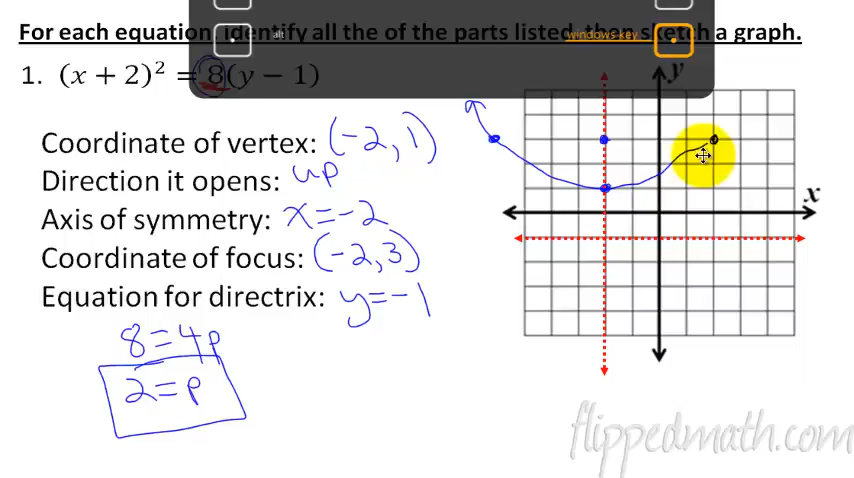 For each equation, identify all the of the parts listed, then sketch a graph.
alt
windows-key
1. (x + 2)² = 8(y − 1)
y
Coordinate of vertex: (-2, 1)
Direction it opens: up
x
Axis of symmetry: x = -2
Coordinate of focus: (-2, 3)
Equation for directrix: y = -1
8 = 4p
2 = p
flippedmath.com